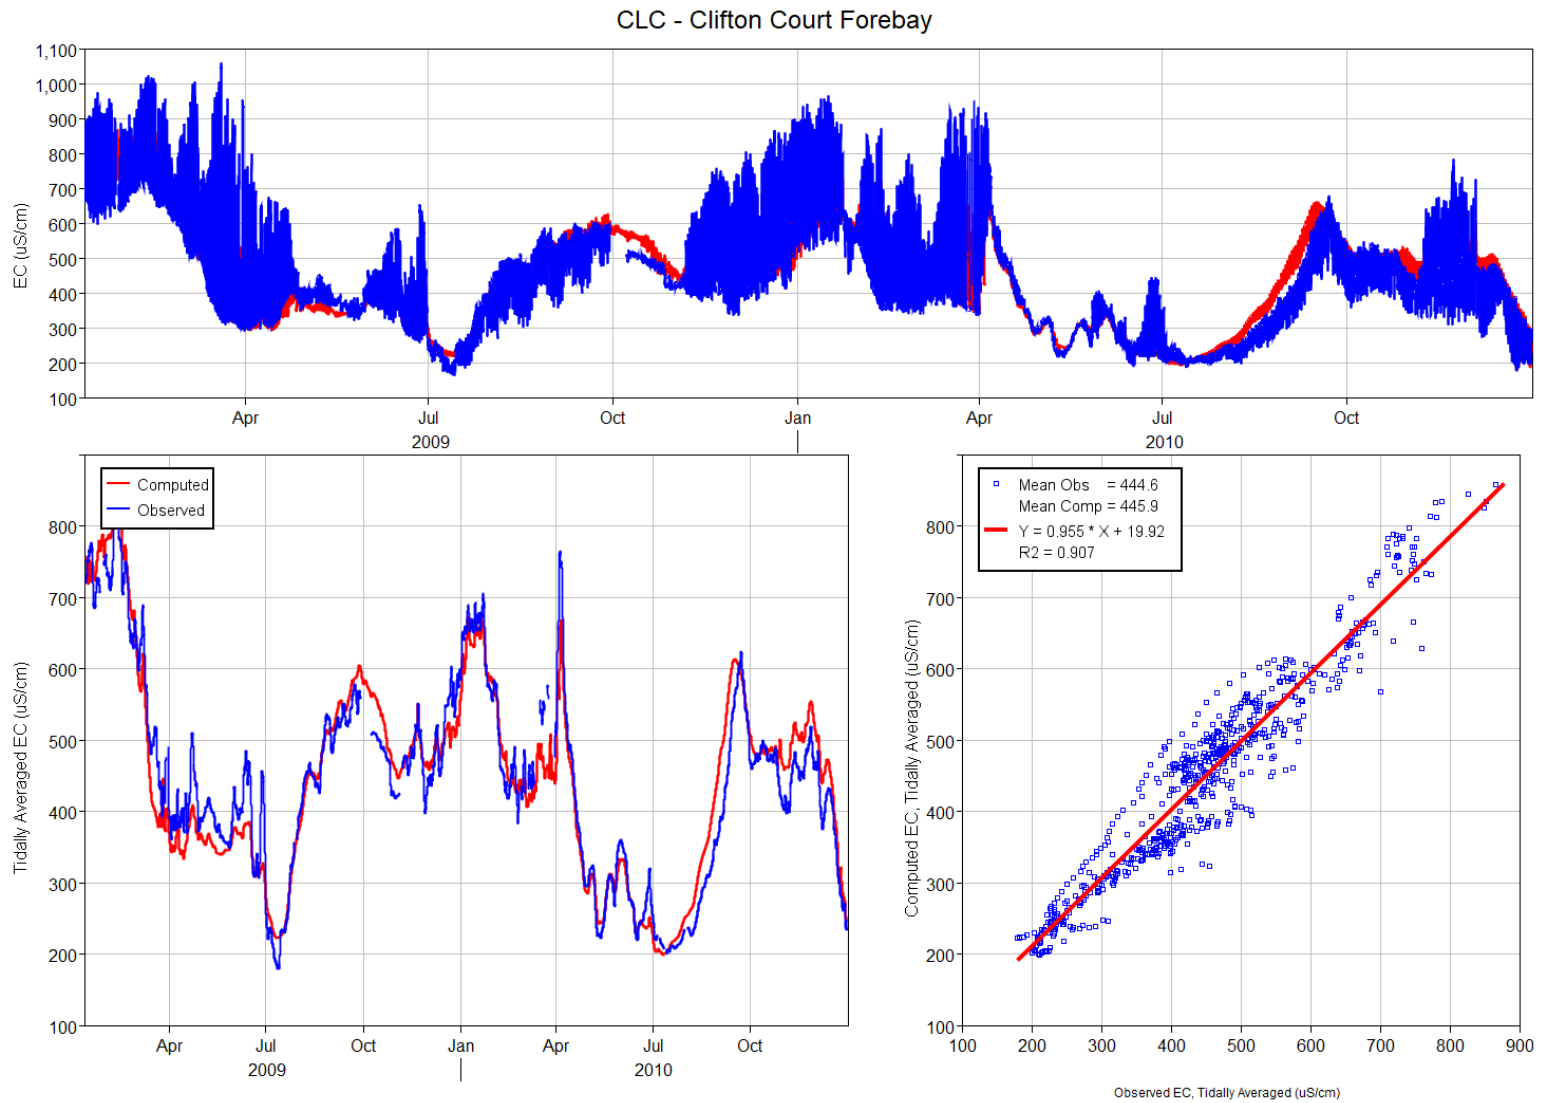 CLC - Clifton Court Forebay
1,100
1,000
900
800
700
600
500
400
300
200
100
EC (uS/cm)
Apr Jul Oct Jan Apr Jul Oct
2009 | 2010
Computed
Observed
800
700
600
500
400
300
200
100
Tidally Averaged EC (uS/cm)
Apr Jul Oct Jan Apr Jul Oct
2009 | 2010
Mean Obs = 444.6
Mean Comp = 445.9
Y = 0.955 * X + 19.92
R2 = 0.907
800
700
600
500
400
300
200
100
Computed EC, Tidally Averaged (uS/cm)
100 200 300 400 500 600 700 800 900
Observed EC, Tidally Averaged (uS/cm)